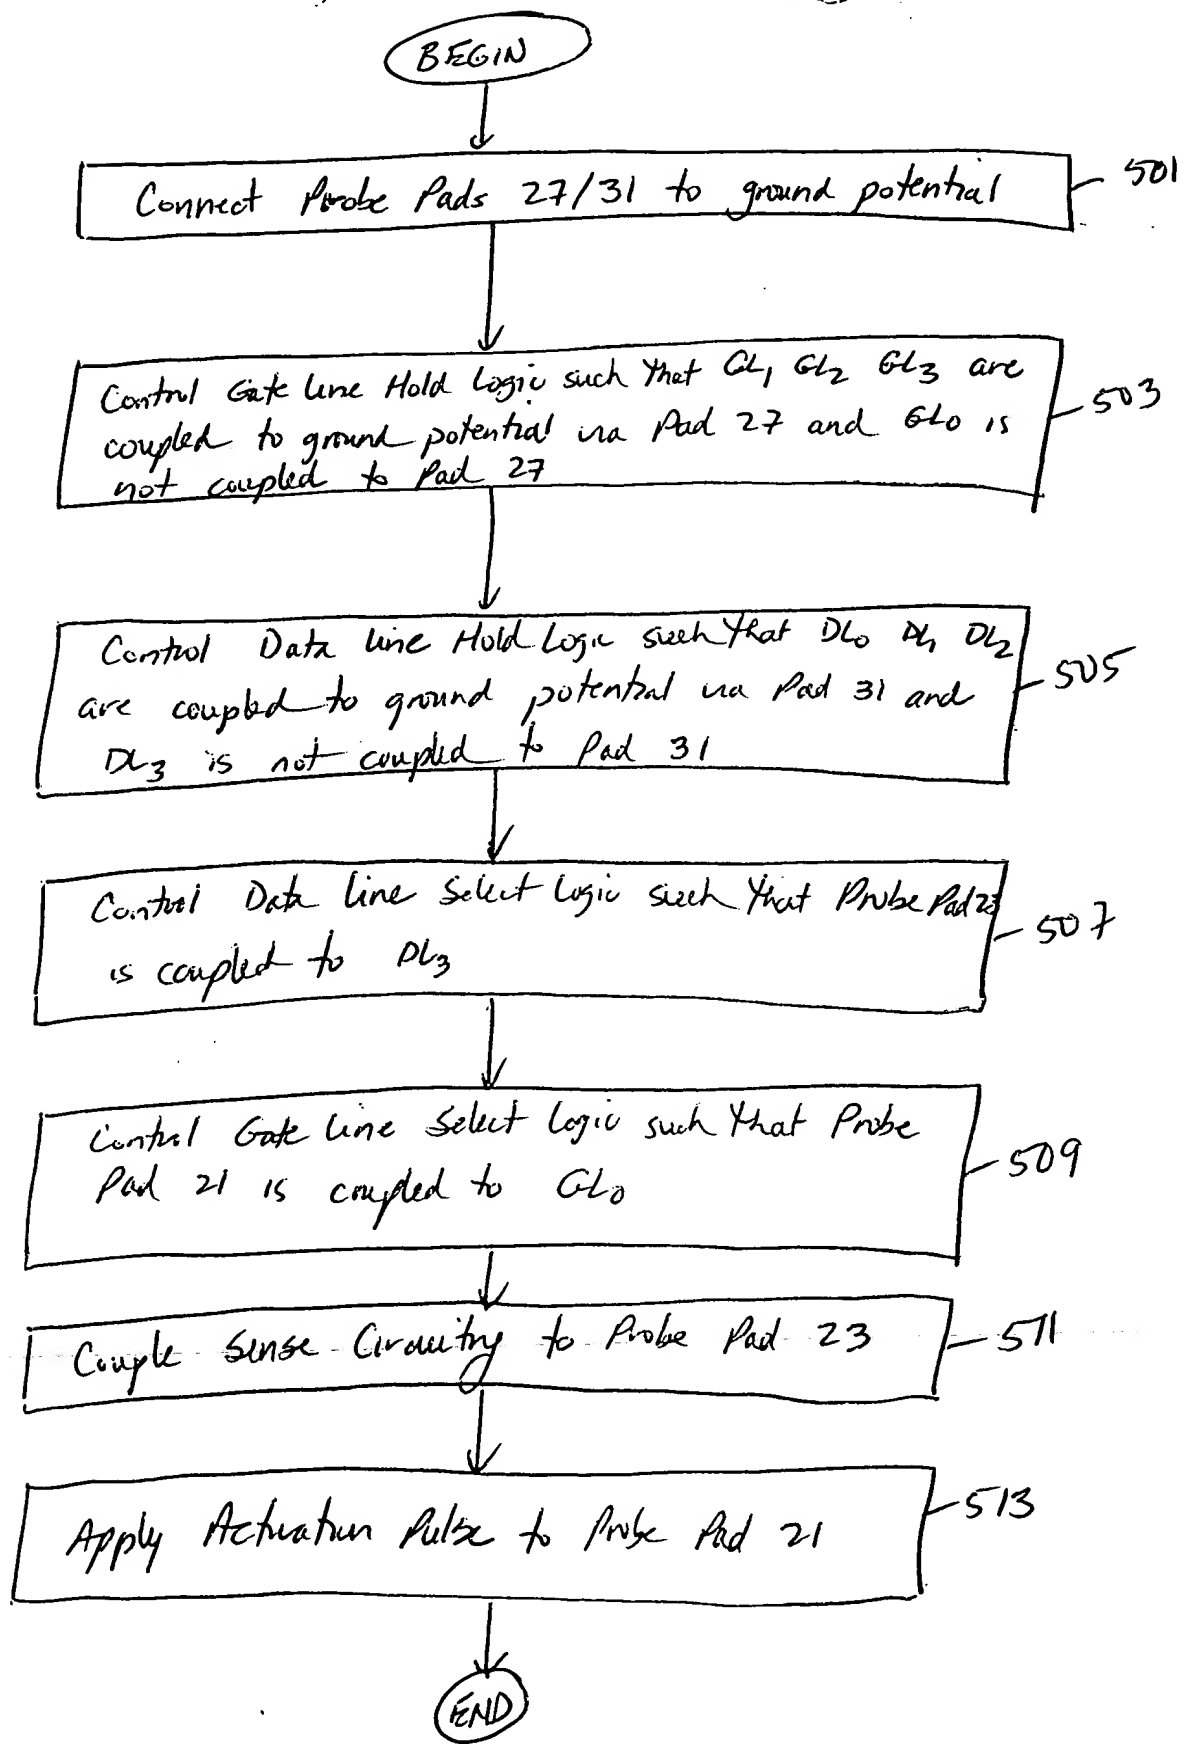 BEGIN
Connect Probe Pads 27/31 to ground potential
501
Control Gate Line Hold Logic such that GL1 GL2 GL3 are
coupled to ground potential via Pad 27 and GL0 is
not coupled to Pad 27
503
Control Data Line Hold Logic such that DL0 DL1 DL2
are coupled to ground potential via Pad 31 and
DL3 is not coupled to Pad 31
505
Control Data Line Select Logic such that Probe Pad 23
is coupled to DL3
507
Control Gate Line Select Logic such that Probe
Pad 21 is coupled to GL0
509
Couple Sense Circuitry to Probe Pad 23
511
Apply Actuation Pulse to Probe Pad 21
513
END